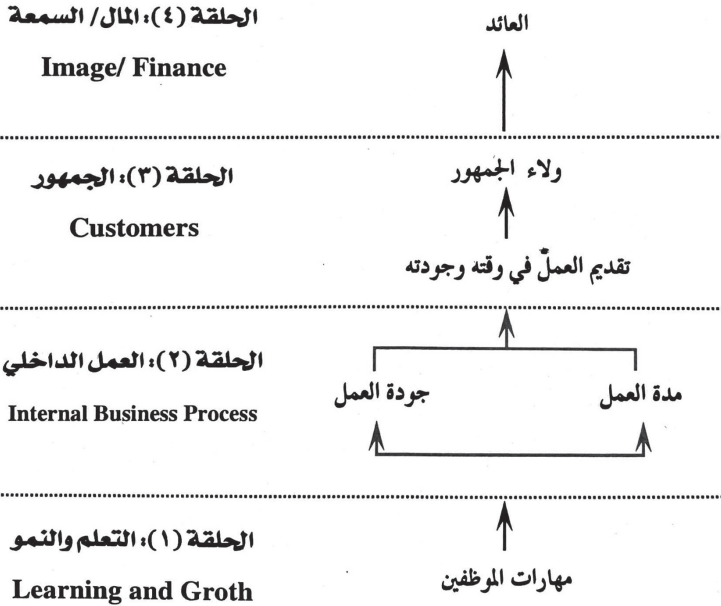 الحلقة (٤): المال/ السمعة
Image/ Finance
العائد
الحلقة (٣): الجمهور
Customers
ولاء الجمهور
تقديم العمل في وقته وجودته
الحلقة (٢): العمل الداخلي
Internal Business Process
مدة العمل
جودة العمل
الحلقة (١): التعلم والنمو
Learning and Groth
مهارات الموظفين